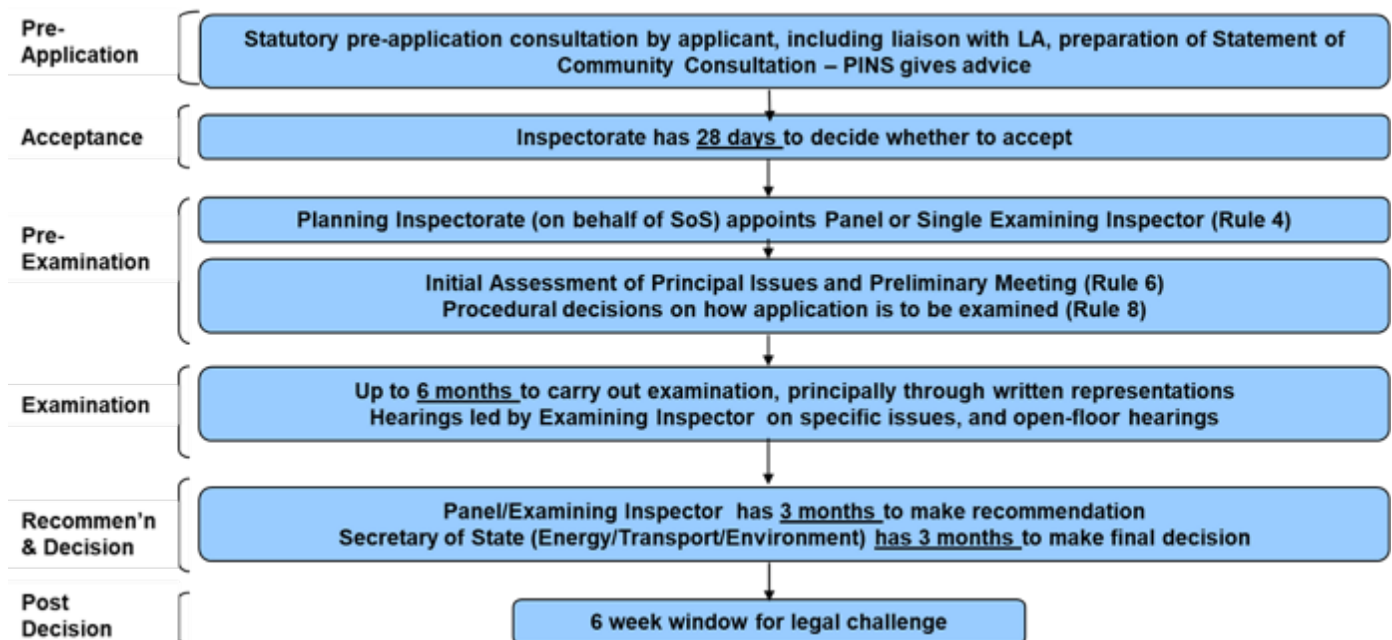 Pre-
Application
Statutory pre-application consultation by applicant, including liaison with LA, preparation of Statement of
Community Consultation – PINS gives advice
Acceptance
Inspectorate has 28 days to decide whether to accept
Pre-
Examination
Planning Inspectorate (on behalf of SoS) appoints Panel or Single Examining Inspector (Rule 4)
Initial Assessment of Principal Issues and Preliminary Meeting (Rule 6)
Procedural decisions on how application is to be examined (Rule 8)
Examination
Up to 6 months to carry out examination, principally through written representations
Hearings led by Examining Inspector on specific issues, and open-floor hearings
Recommen’n
& Decision
Panel/Examining Inspector has 3 months to make recommendation
Secretary of State (Energy/Transport/Environment) has 3 months to make final decision
Post
Decision
6 week window for legal challenge